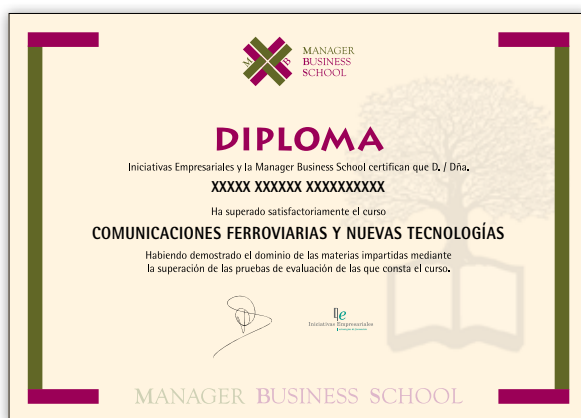 M B
MANAGER
BUSINESS
SCHOOL
DIPLOMA
Iniciativas Empresariales y la Manager Business School certifican que D. / Dña.
XXXXX XXXXXX XXXXXXXXXX
Ha superado satisfactoriamente el curso
COMUNICACIONES FERROVIARIAS Y NUEVAS TECNOLOGÍAS
Habiendo demostrado el dominio de las materias impartidas mediante
la superación de las pruebas de evaluación de las que consta el curso.
Iniciativas Empresariales
MANAGER BUSINESS SCHOOL